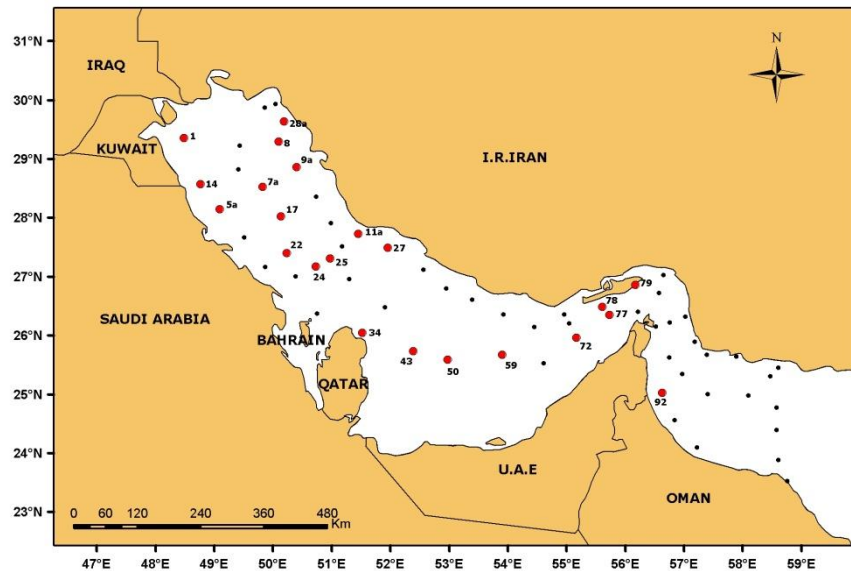 N
31°N
IRAQ
30°N
28a
8
1
KUWAIT
9a
I.R.IRAN
29°N
14
7a
5a
17
28°N
11a
27
22
25
24
27°N
79
78
77
SAUDI ARABIA
34
BAHRAIN
26°N
72
43
50
59
QATAR
25°N
92
24°N
U.A.E
OMAN
23°N
0 60 120 240 360 480
Km
47°E 48°E 49°E 50°E 51°E 52°E 53°E 54°E 55°E 56°E 57°E 58°E 59°E